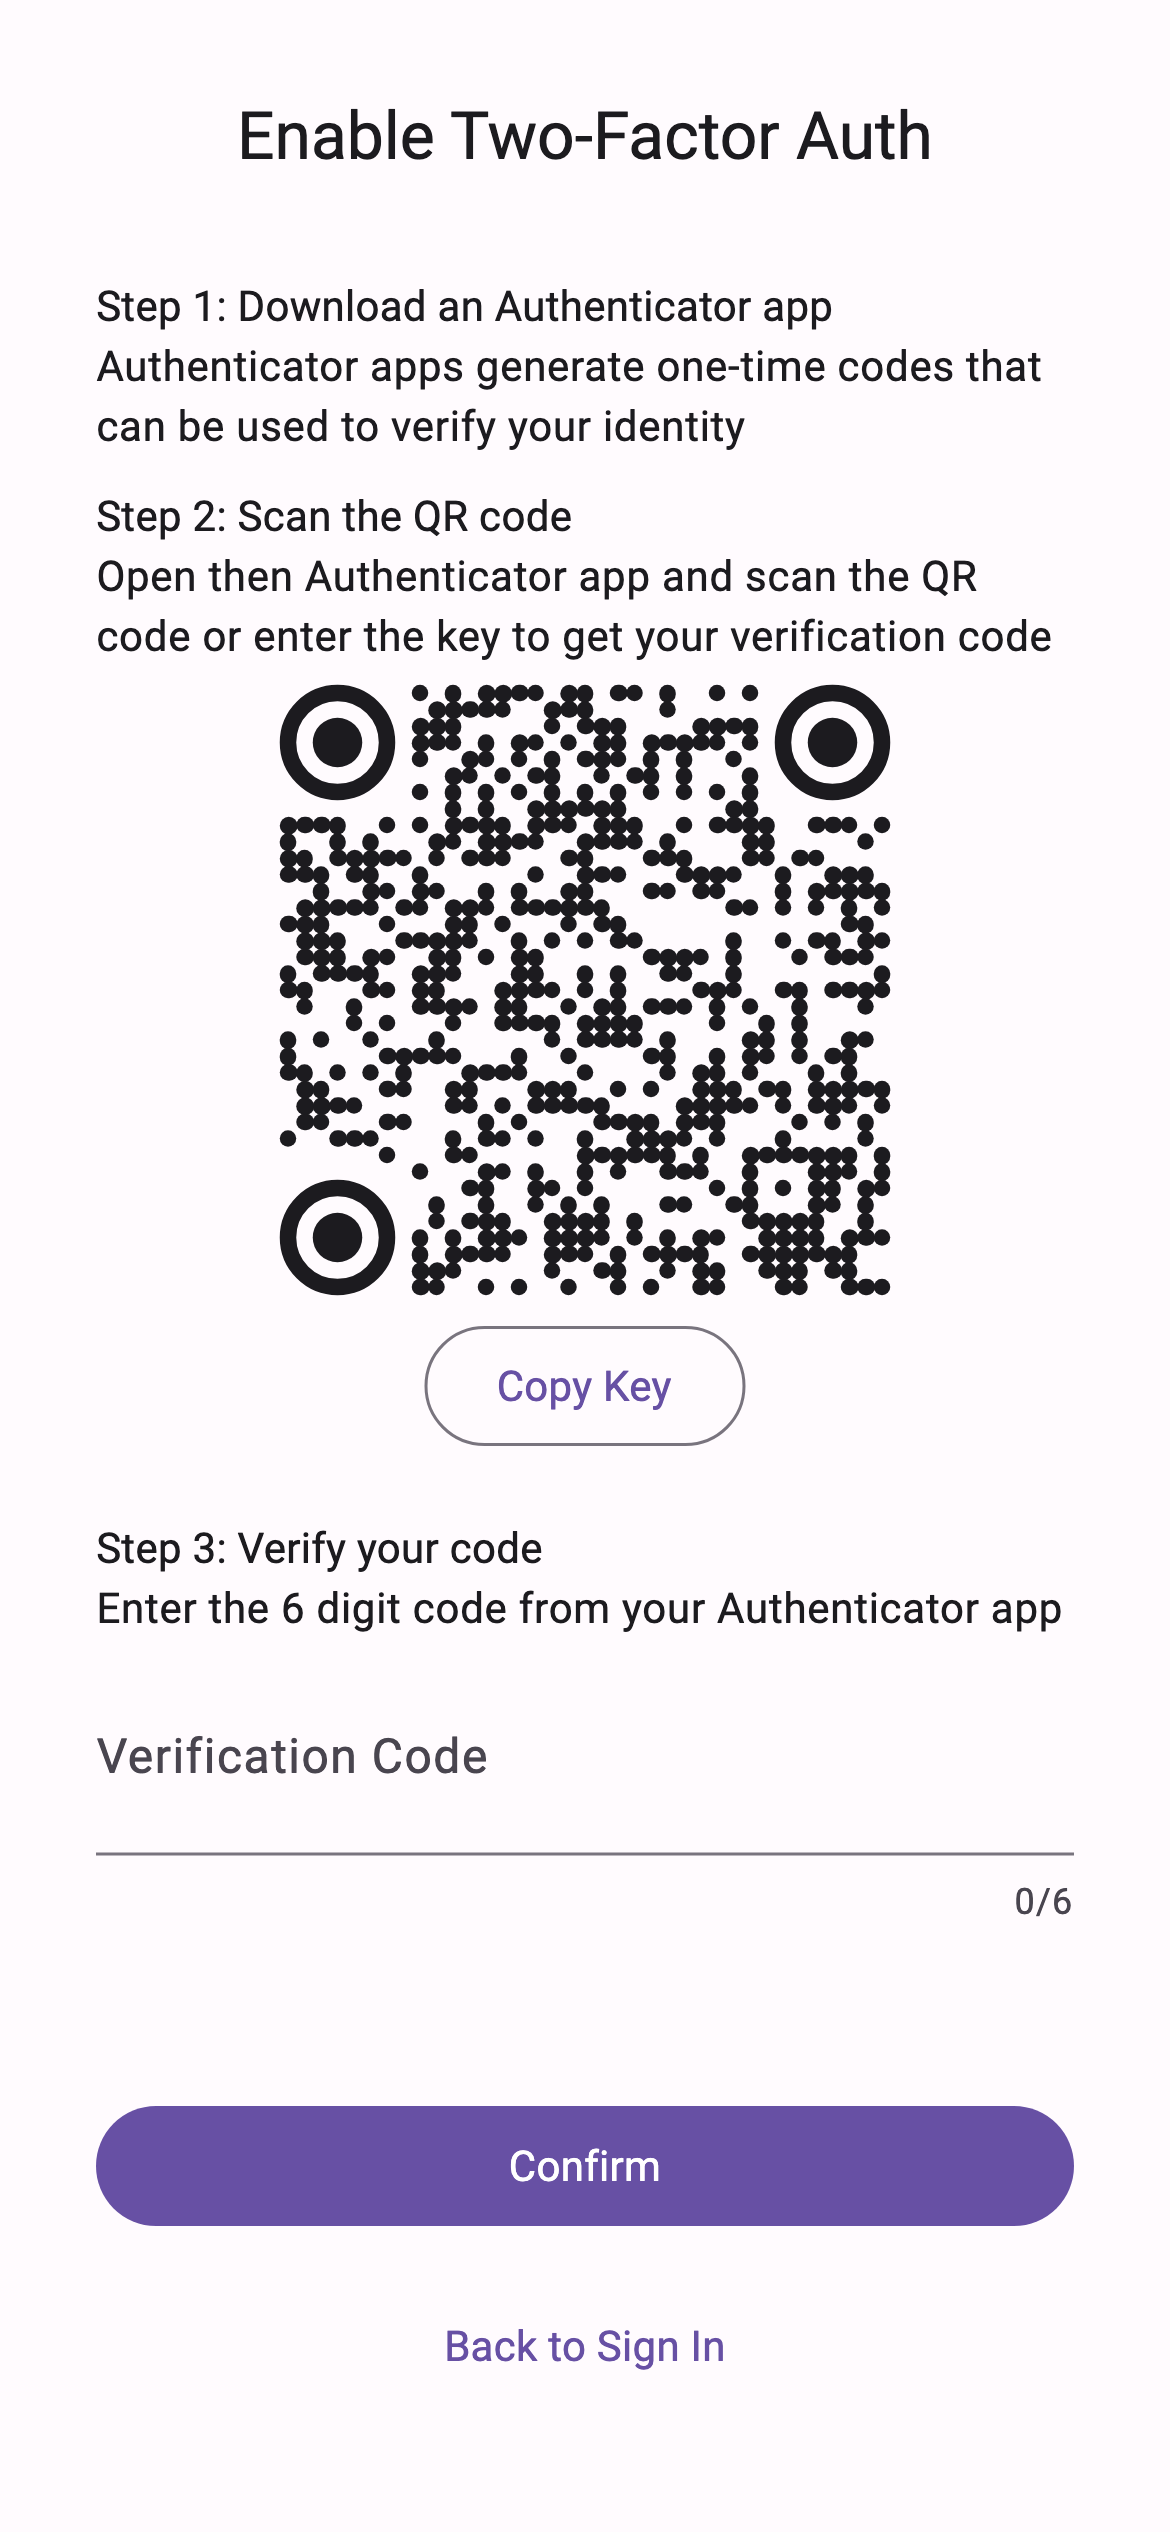 Enable Two-Factor Auth
Step 1: Download an Authenticator app
Authenticator apps generate one-time codes that
can be used to verify your identity
Step 2: Scan the QR code
Open then Authenticator app and scan the QR
code or enter the key to get your verification code
Copy Key
Step 3: Verify your code
Enter the 6 digit code from your Authenticator app
Verification Code
0/6
Confirm
Back to Sign In